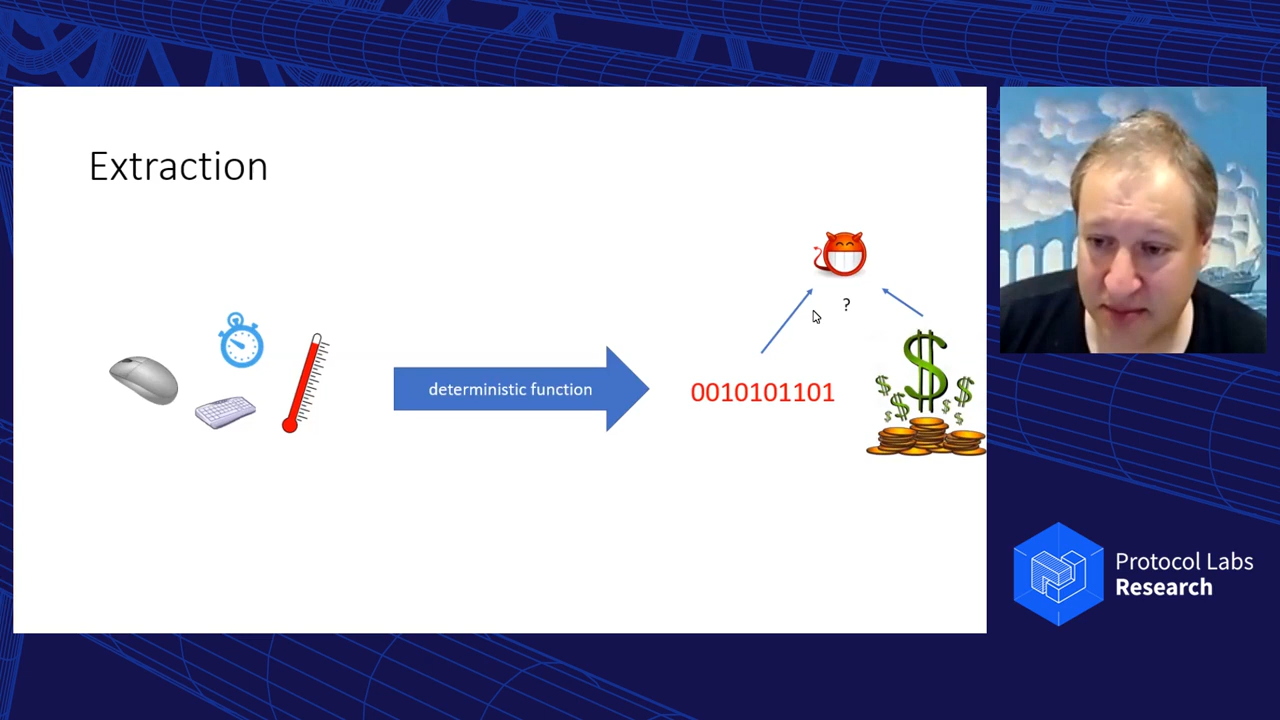 Extraction
?
deterministic function
0010101101
Protocol Labs
Research